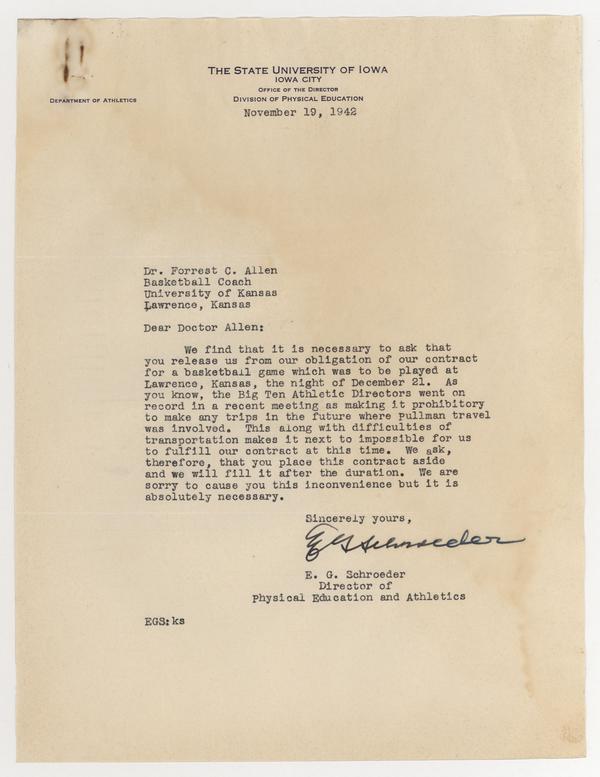 THE STATE UNIVERSITY OF IOWA
IOWA CITY
OFFICE OF THE DIRECTOR
DEPARTMENT OF ATHLETICS
DIVISION OF PHYSICAL EDUCATION
November 19, 1942
Dr. Forrest C. Allen
Basketball Coach
University of Kansas
Lawrence, Kansas
Dear Doctor Allen:
We find that it is necessary to ask that
you release us from our obligation of our contract
for a basketball game which was to be played at
Lawrence, Kansas, the night of December 21. As
you know, the Big Ten Athletic Directors went on
record in a recent meeting as making it prohibitory
to make any trips in the future where Pullman travel
was involved. This along with difficulties of
transportation makes it next to impossible for us
to fulfill our contract at this time. We ask,
therefore, that you place this contract aside
and we will fill it after the duration. We are
sorry to cause you this inconvenience but it is
absolutely necessary.
Sincerely yours,
E G Schroeder
E. G. Schroeder
Director of
Physical Education and Athletics
EGS:ks